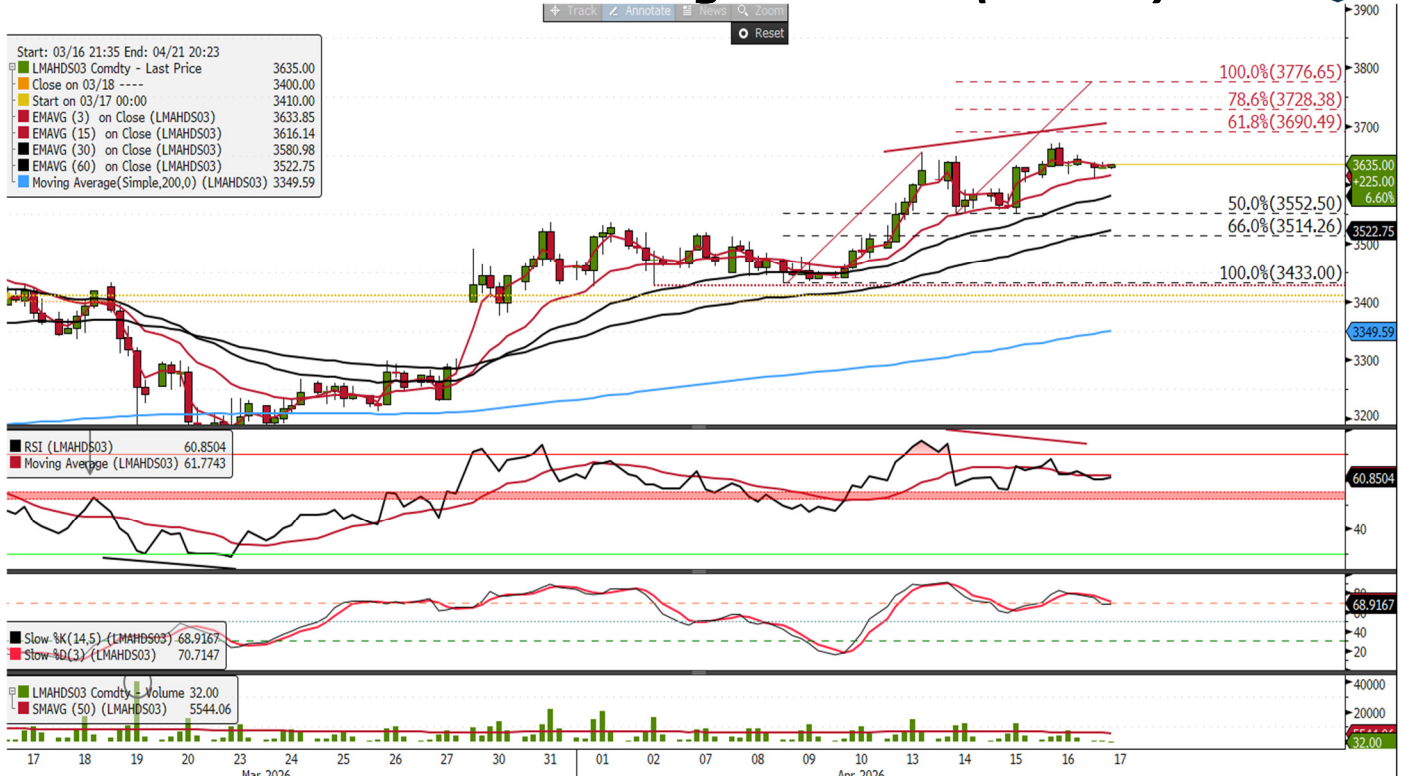 Track Annotate News Zoom
Reset
Start: 03/16 21:35 End: 04/21 20:23
LMAHDS03 Comdty - Last Price 3635.00
Close on 03/18 ---- 3400.00
Start on 03/17 00:00 3410.00
EMAVG (3) on Close (LMAHDS03) 3633.85
EMAVG (15) on Close (LMAHDS03) 3616.14
EMAVG (30) on Close (LMAHDS03) 3580.98
EMAVG (60) on Close (LMAHDS03) 3522.75
Moving Average(Simple,200,0) (LMAHDS03) 3349.59
100.0%(3776.65)
78.6%(3728.38)
61.8%(3690.49)
50.0%(3552.50)
66.0%(3514.26)
100.0%(3433.00)
3900
3800
3700
3635.00
+225.00
6.60%
3522.75
3500
3400
3349.59
3300
3200
RSI (LMAHDS03) 60.8504
Moving Average (LMAHDS03) 61.7743
60.8504
40
Slow %K(14,5) (LMAHDS03) 68.9167
Slow %D(3) (LMAHDS03) 70.7147
68.9167
40
20
LMAHDS03 Comdty - Volume 32.00
SMAVG (50) (LMAHDS03) 5544.06
40000
20000
32.00
17 18 19 20 23 24 25 26 27 30 31 01 02 07 08 09 10 13 14 15 16 17
Mar 2026 Apr 2026